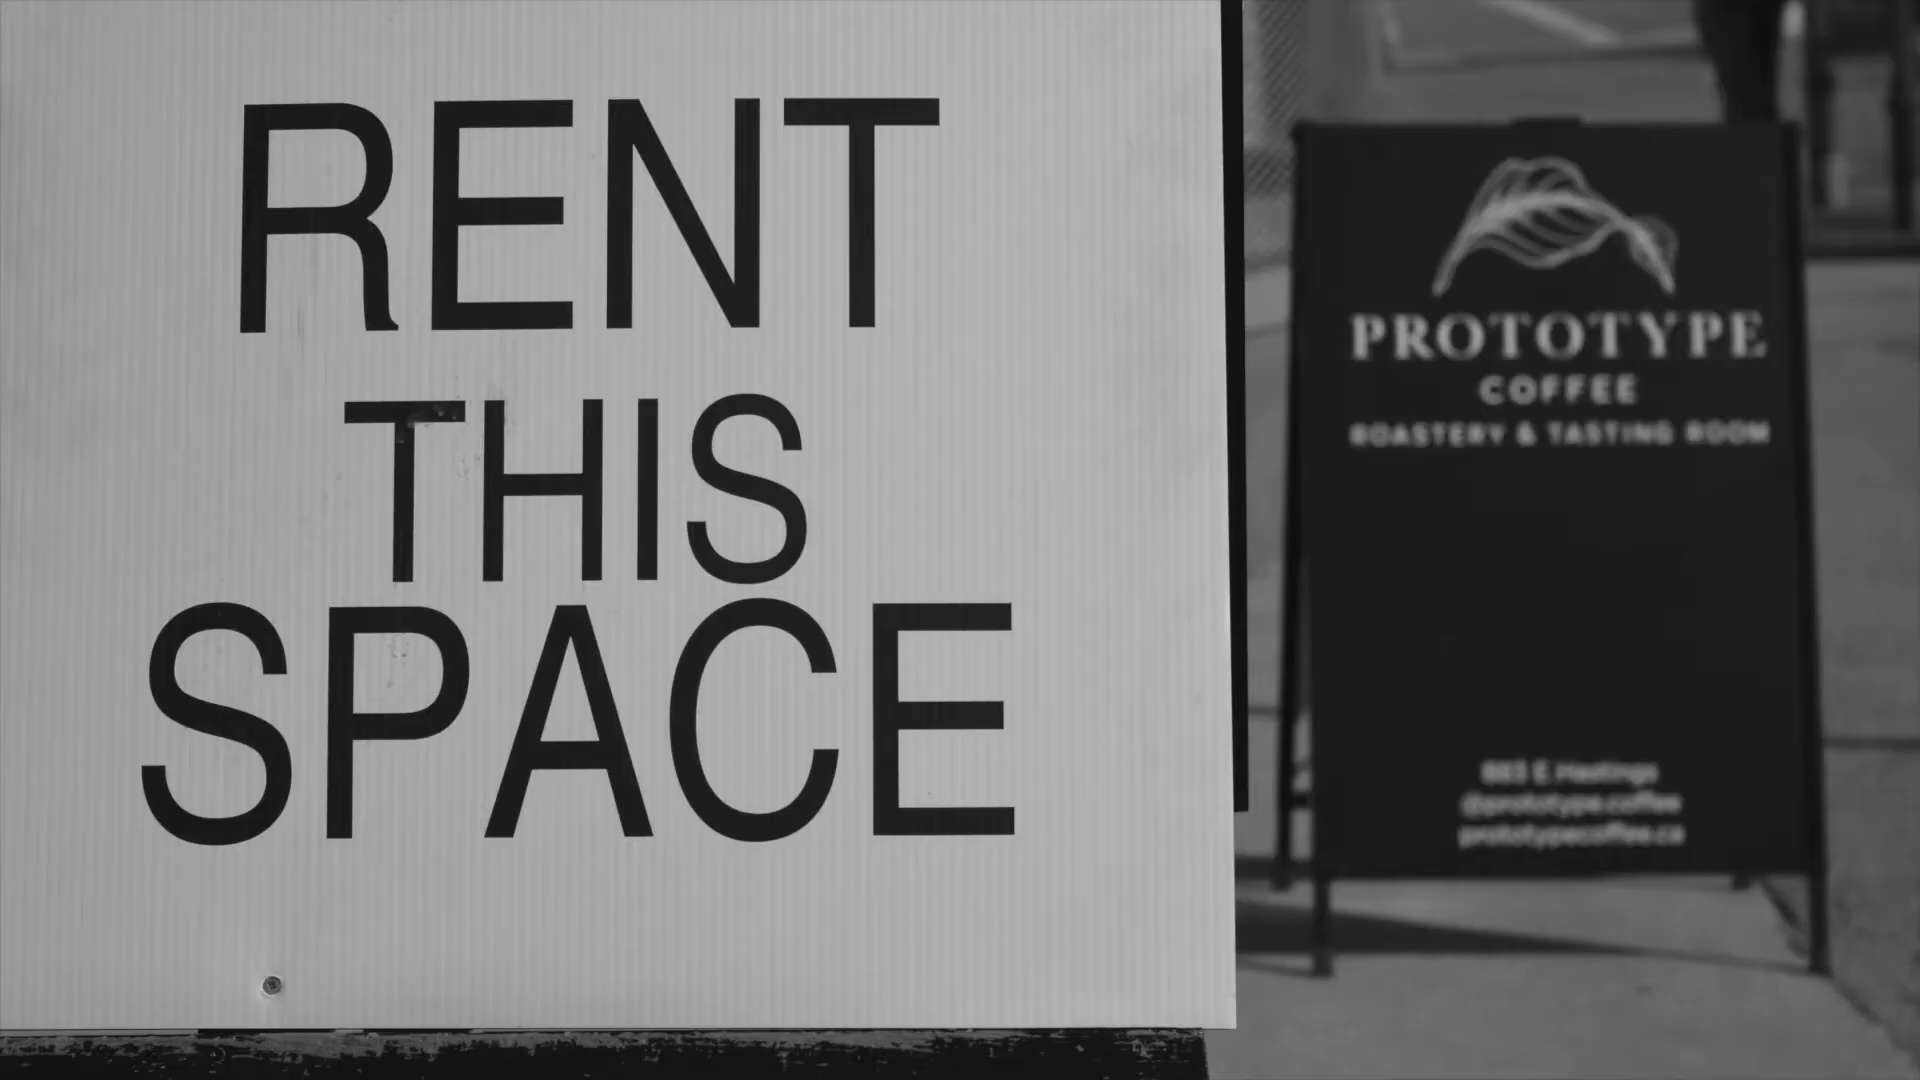 RENT
THIS
SPACE
PROTOTYPE
COFFEE
ROASTERY & TASTING ROOM
883 E.Hastings
@prototype.coffee
prototypecoffee.ca